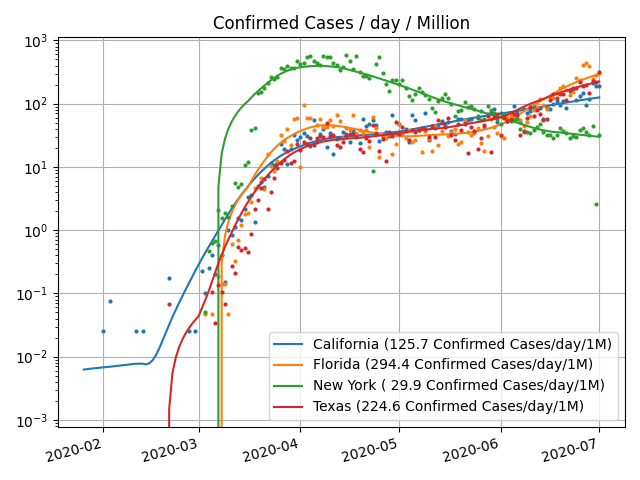 Confirmed Cases / day / Million
10³
10²
10¹
10⁰
10⁻¹
10⁻²
10⁻³
California (125.7 Confirmed Cases/day/1M)
Florida (294.4 Confirmed Cases/day/1M)
New York ( 29.9 Confirmed Cases/day/1M)
Texas (224.6 Confirmed Cases/day/1M)
2020-02
2020-03
2020-04
2020-05
2020-06
2020-07